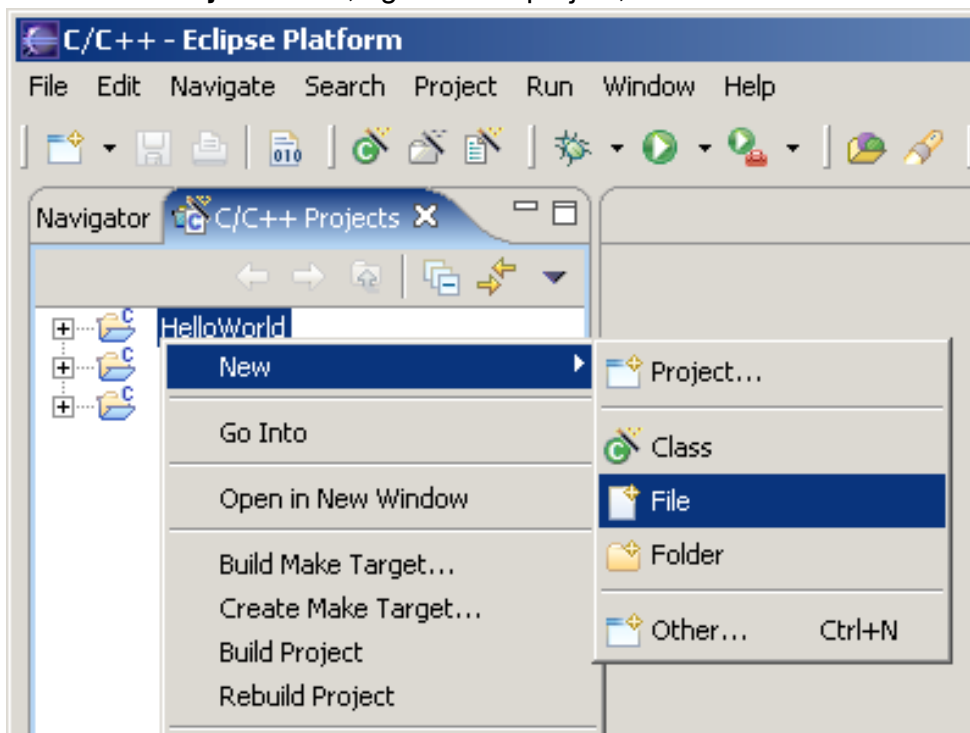 C/C++ - Eclipse Platform
File Edit Navigate Search Project Run Window Help
010
Navigator C/C++ Projects
HelloWorld
New
Go Into
Open in New Window
Build Make Target...
Create Make Target...
Build Project
Rebuild Project
Project...
Class
File
Folder
Other... Ctrl+N